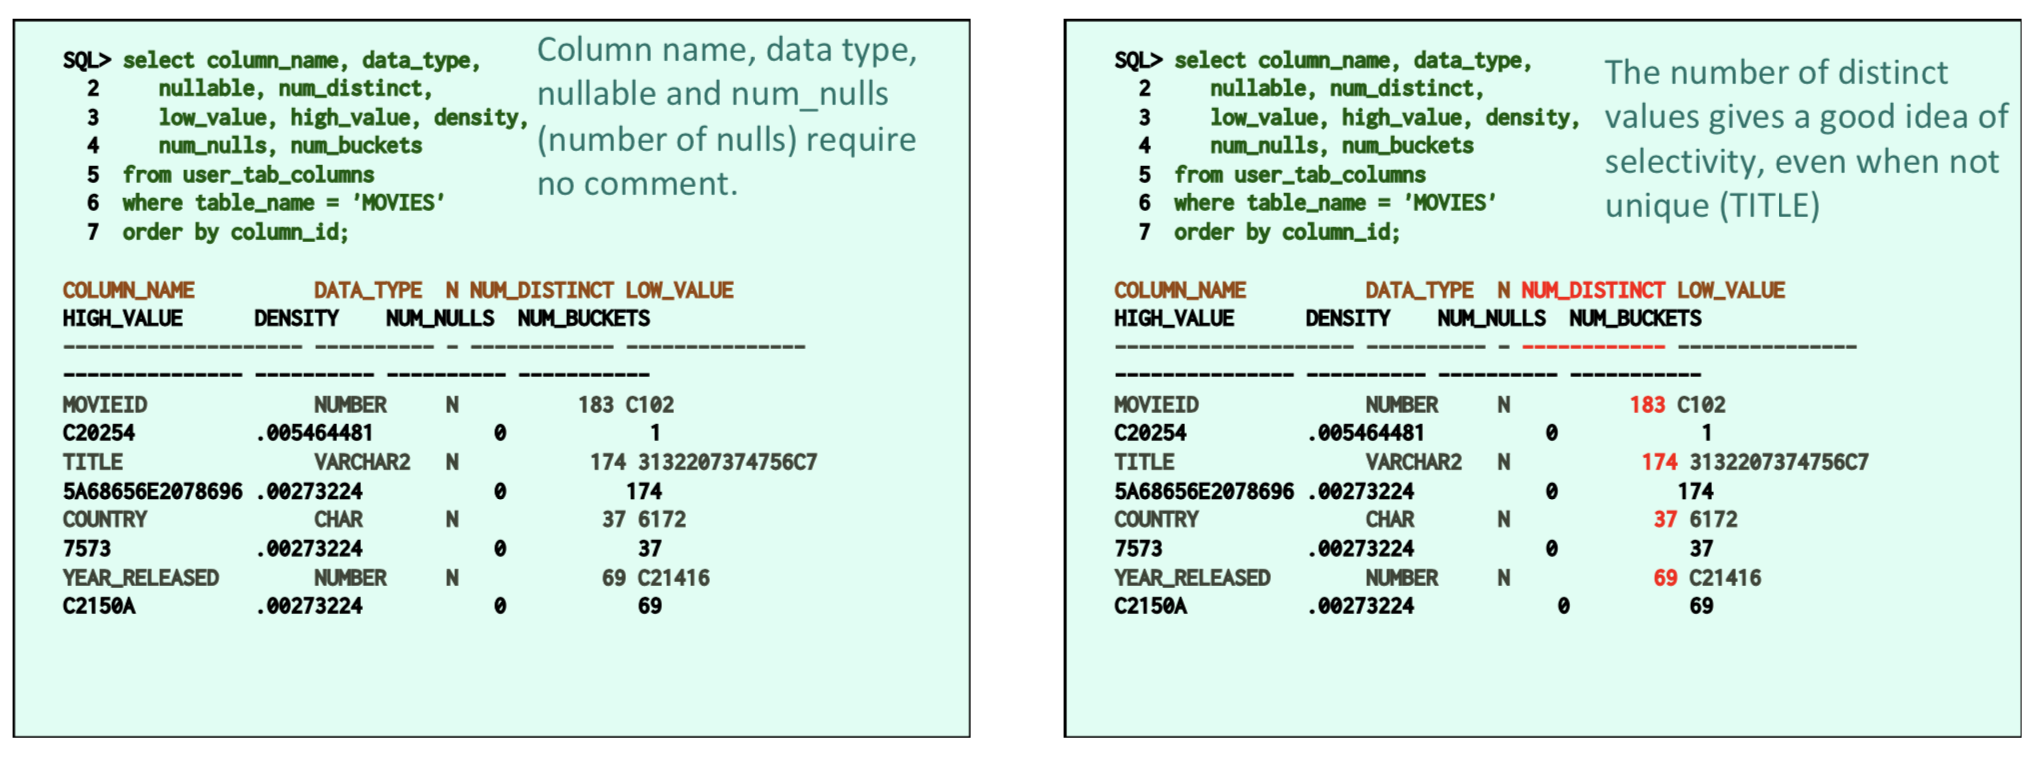 SQL> select column_name, data_type,
2 nullable, num_distinct,
3 low_value, high_value, density,
4 num_nulls, num_buckets
5 from user_tab_columns
6 where table_name = 'MOVIES'
7 order by column_id;
Column name, data type,
nullable and num_nulls
(number of nulls) require
no comment.
COLUMN_NAME DATA_TYPE N NUM_DISTINCT LOW_VALUE
HIGH_VALUE DENSITY NUM_NULLS NUM_BUCKETS
-------------------- ---------- - ------------ ---------------
--------------- ---------- ---------- -----------
MOVIEID NUMBER N 183 C102
C20254 .005464481 0 1
TITLE VARCHAR2 N 174 3132207374756C7
5A68656E2078696 .00273224 0 174
COUNTRY CHAR N 37 6172
7573 .00273224 0 37
YEAR_RELEASED NUMBER N 69 C21416
C2150A .00273224 0 69
SQL> select column_name, data_type,
2 nullable, num_distinct,
3 low_value, high_value, density,
4 num_nulls, num_buckets
5 from user_tab_columns
6 where table_name = 'MOVIES'
7 order by column_id;
The number of distinct
values gives a good idea of
selectivity, even when not
unique (TITLE)
COLUMN_NAME DATA_TYPE N NUM_DISTINCT LOW_VALUE
HIGH_VALUE DENSITY NUM_NULLS NUM_BUCKETS
-------------------- ---------- - ------------ ---------------
--------------- ---------- ---------- -----------
MOVIEID NUMBER N 183 C102
C20254 .005464481 0 1
TITLE VARCHAR2 N 174 3132207374756C7
5A68656E2078696 .00273224 0 174
COUNTRY CHAR N 37 6172
7573 .00273224 0 37
YEAR_RELEASED NUMBER N 69 C21416
C2150A .00273224 0 69